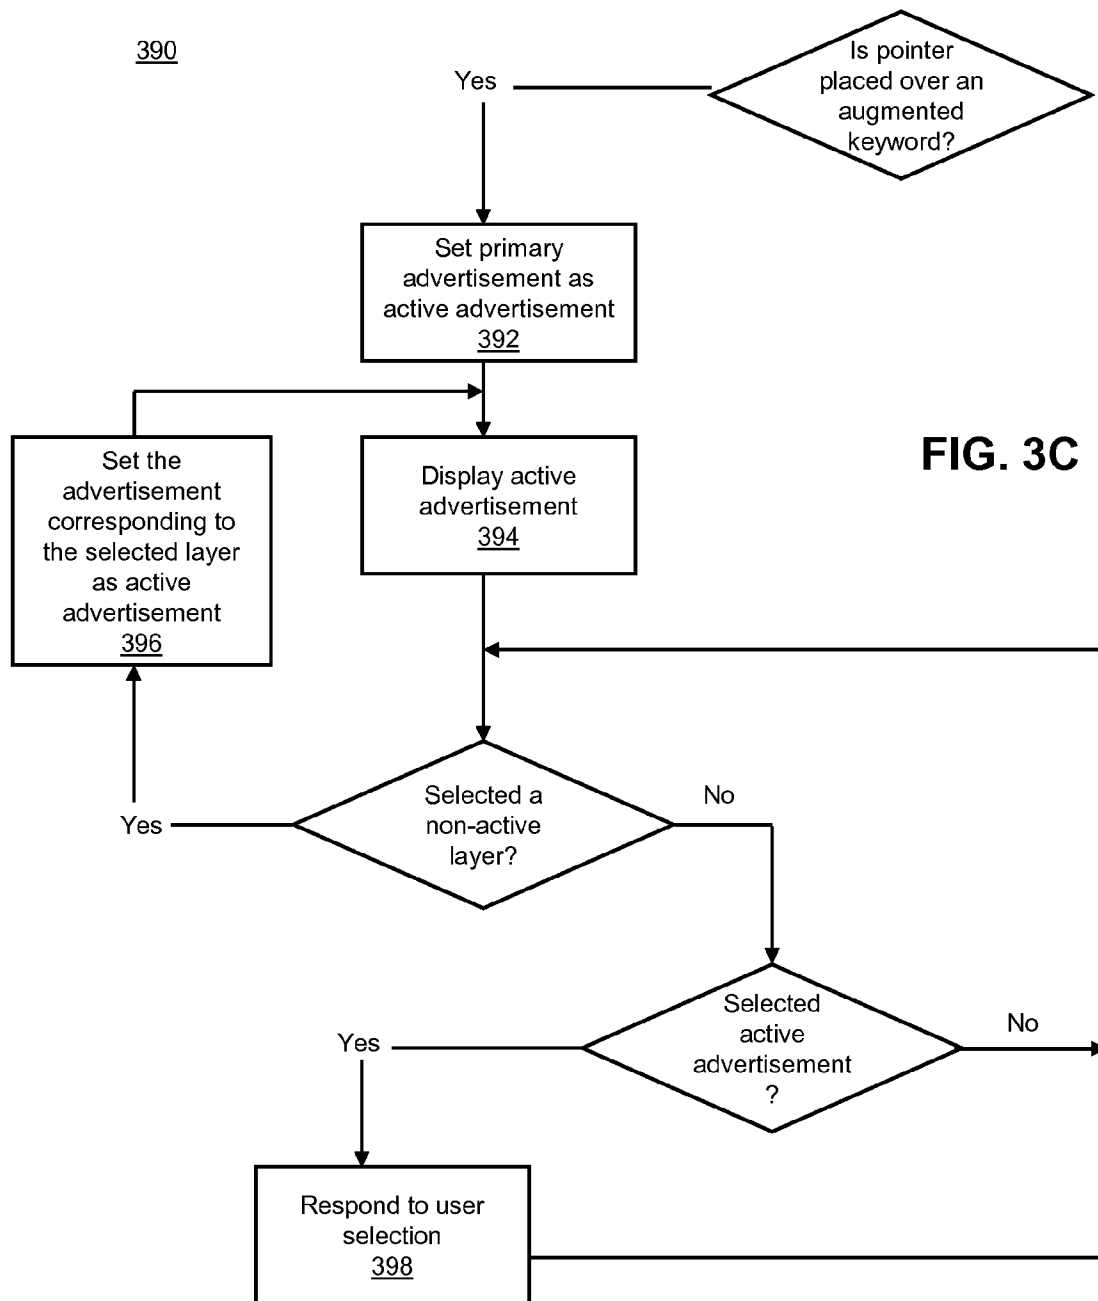 390
Is pointer
placed over an
augmented
keyword?
Yes
Set primary
advertisement as
active advertisement
392
Set the
advertisement
corresponding to
the selected layer
as active
advertisement
396
Display active
advertisement
394
FIG. 3C
Selected a
non-active
layer?
Yes
No
Selected
active
advertisement
?
Yes
No
Respond to user
selection
398